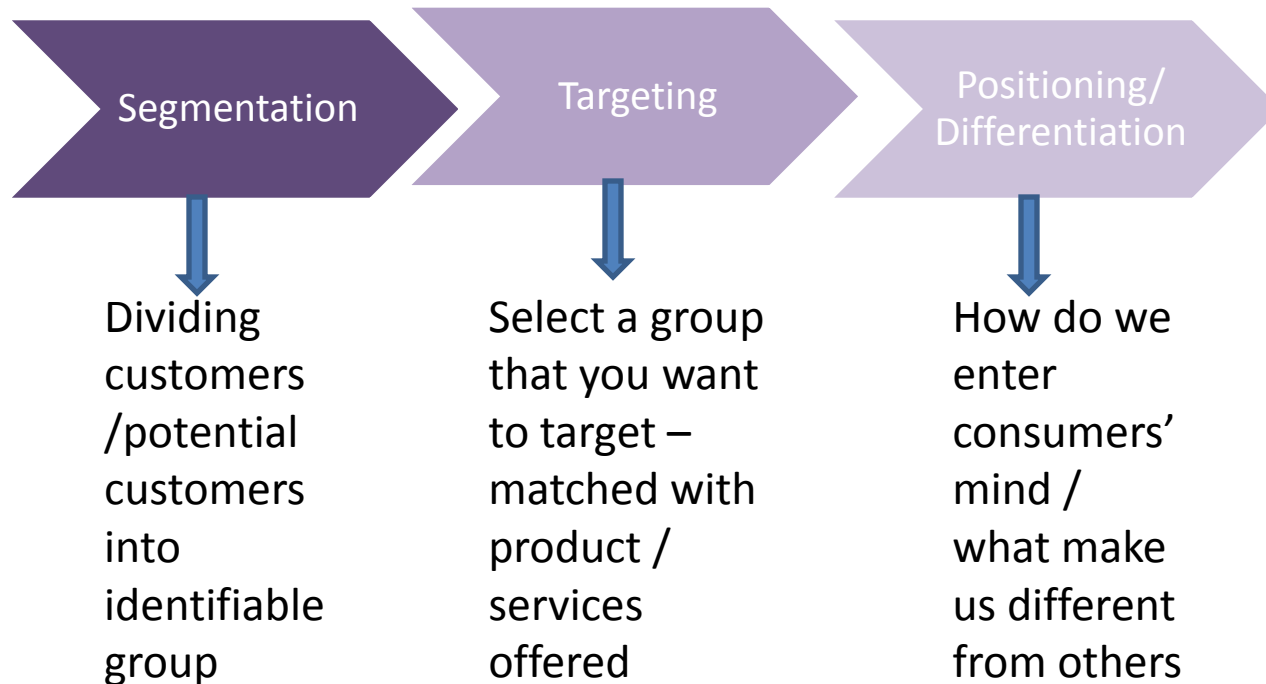 Segmentation
Targeting
Positioning/
Differentiation
Dividing
customers
/potential
customers
into
identifiable
group
Select a group
that you want
to target –
matched with
product /
services
offered
How do we
enter
consumers’
mind /
what make
us different
from others